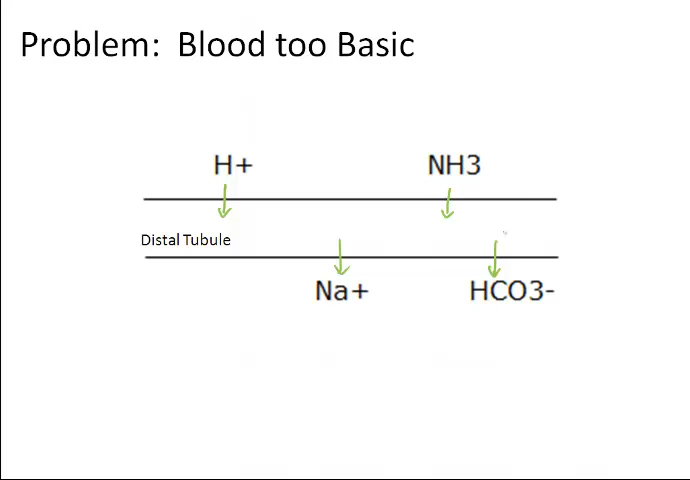 Problem: Blood too Basic
H+ NH3
Distal Tubule
Na+ HCO3-